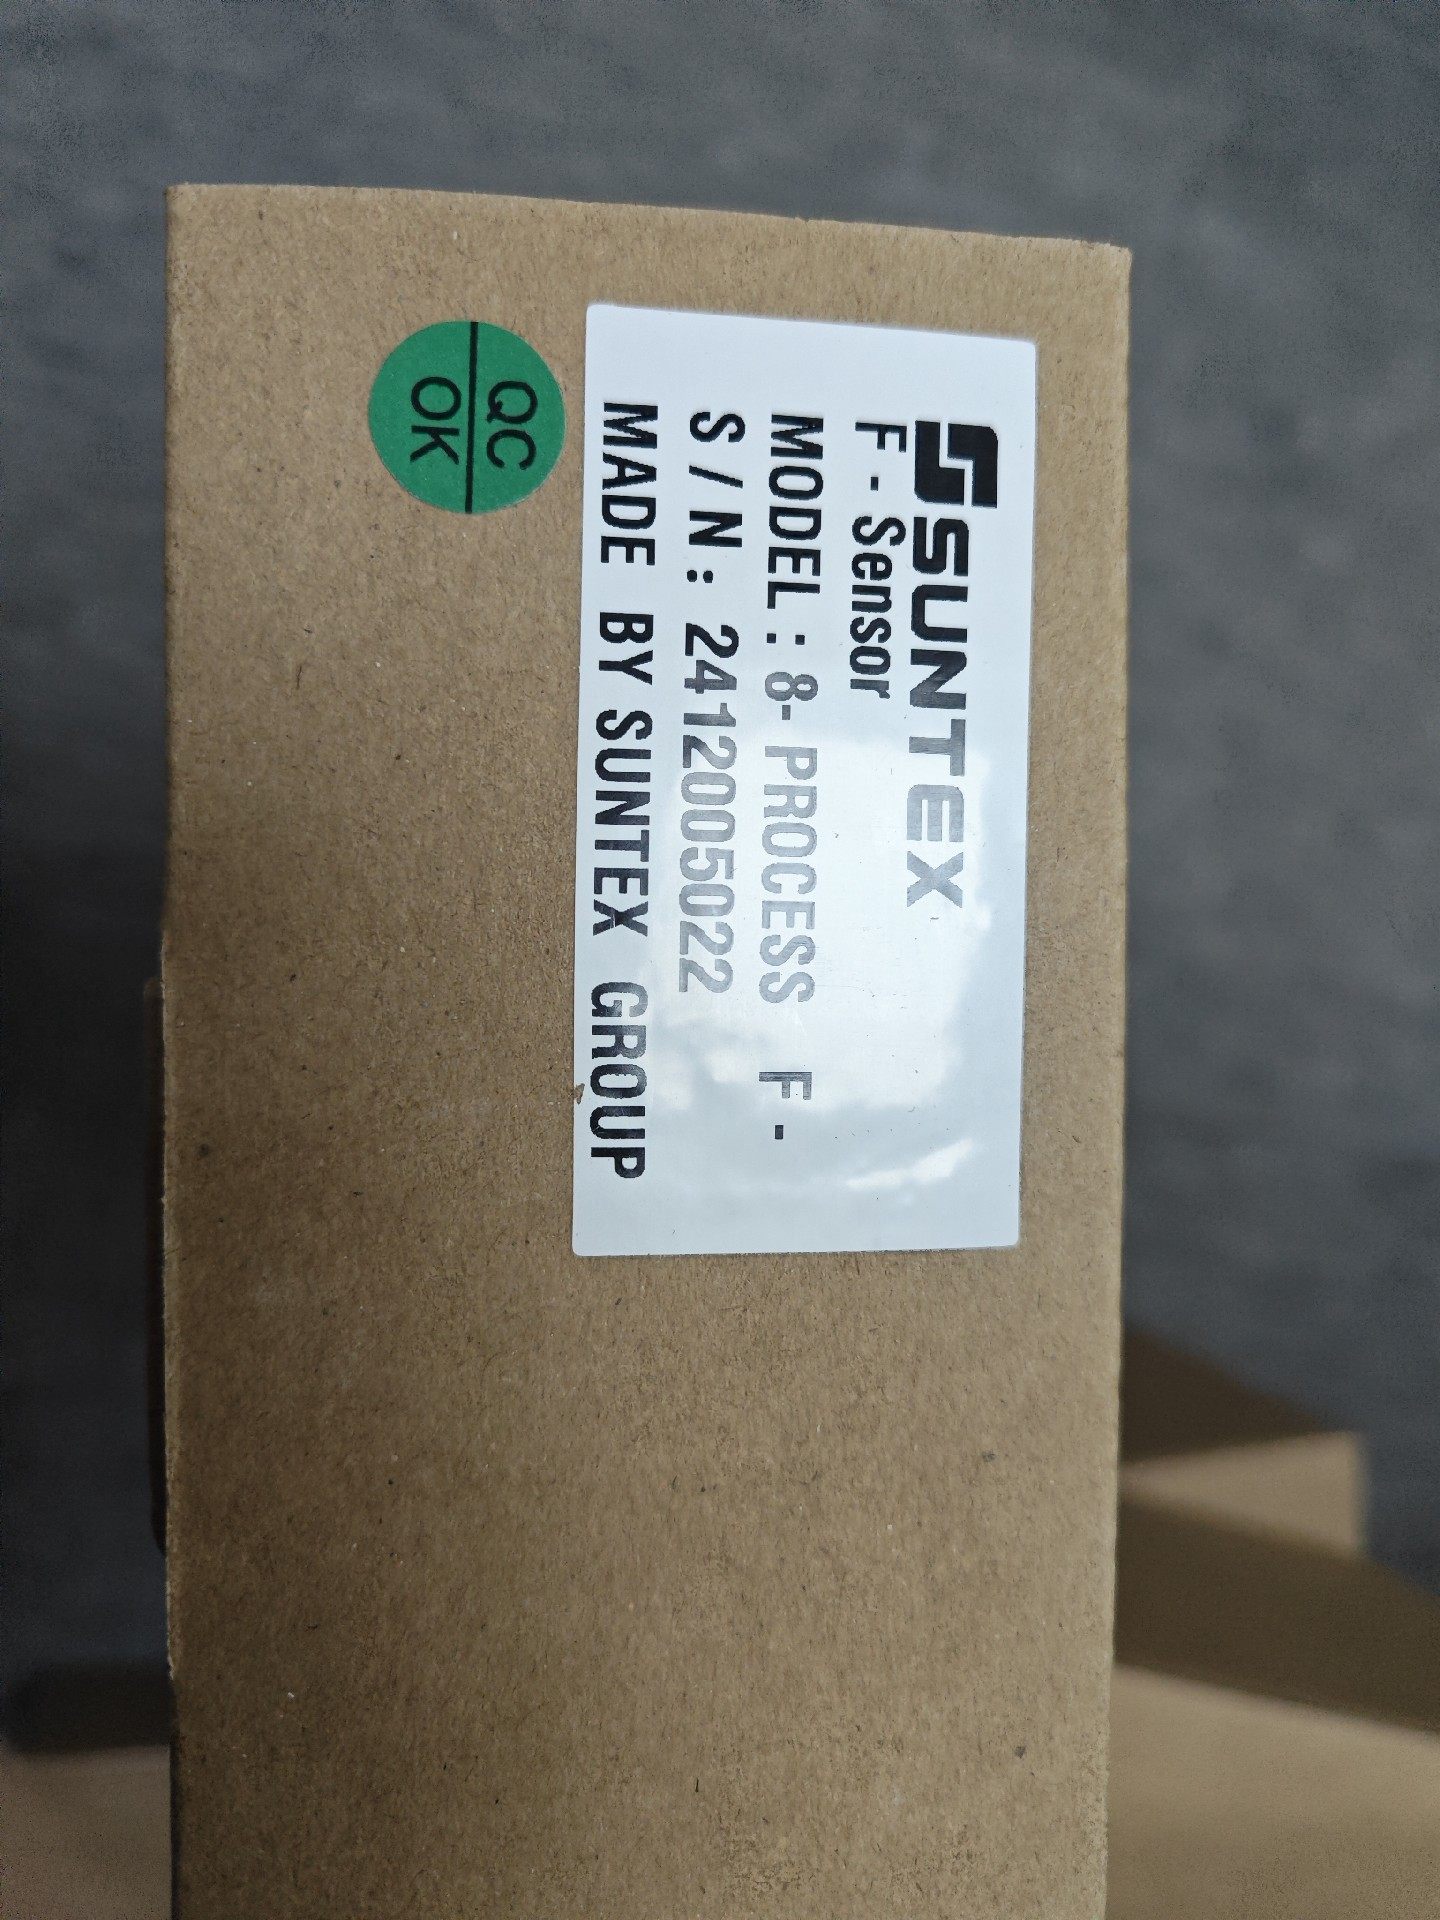 SUNTEX
F - Sensor
MODEL : 8- PROCESS F -
S / N : 2412005022
MADE BY SUNTEX GROUP
QC
OK